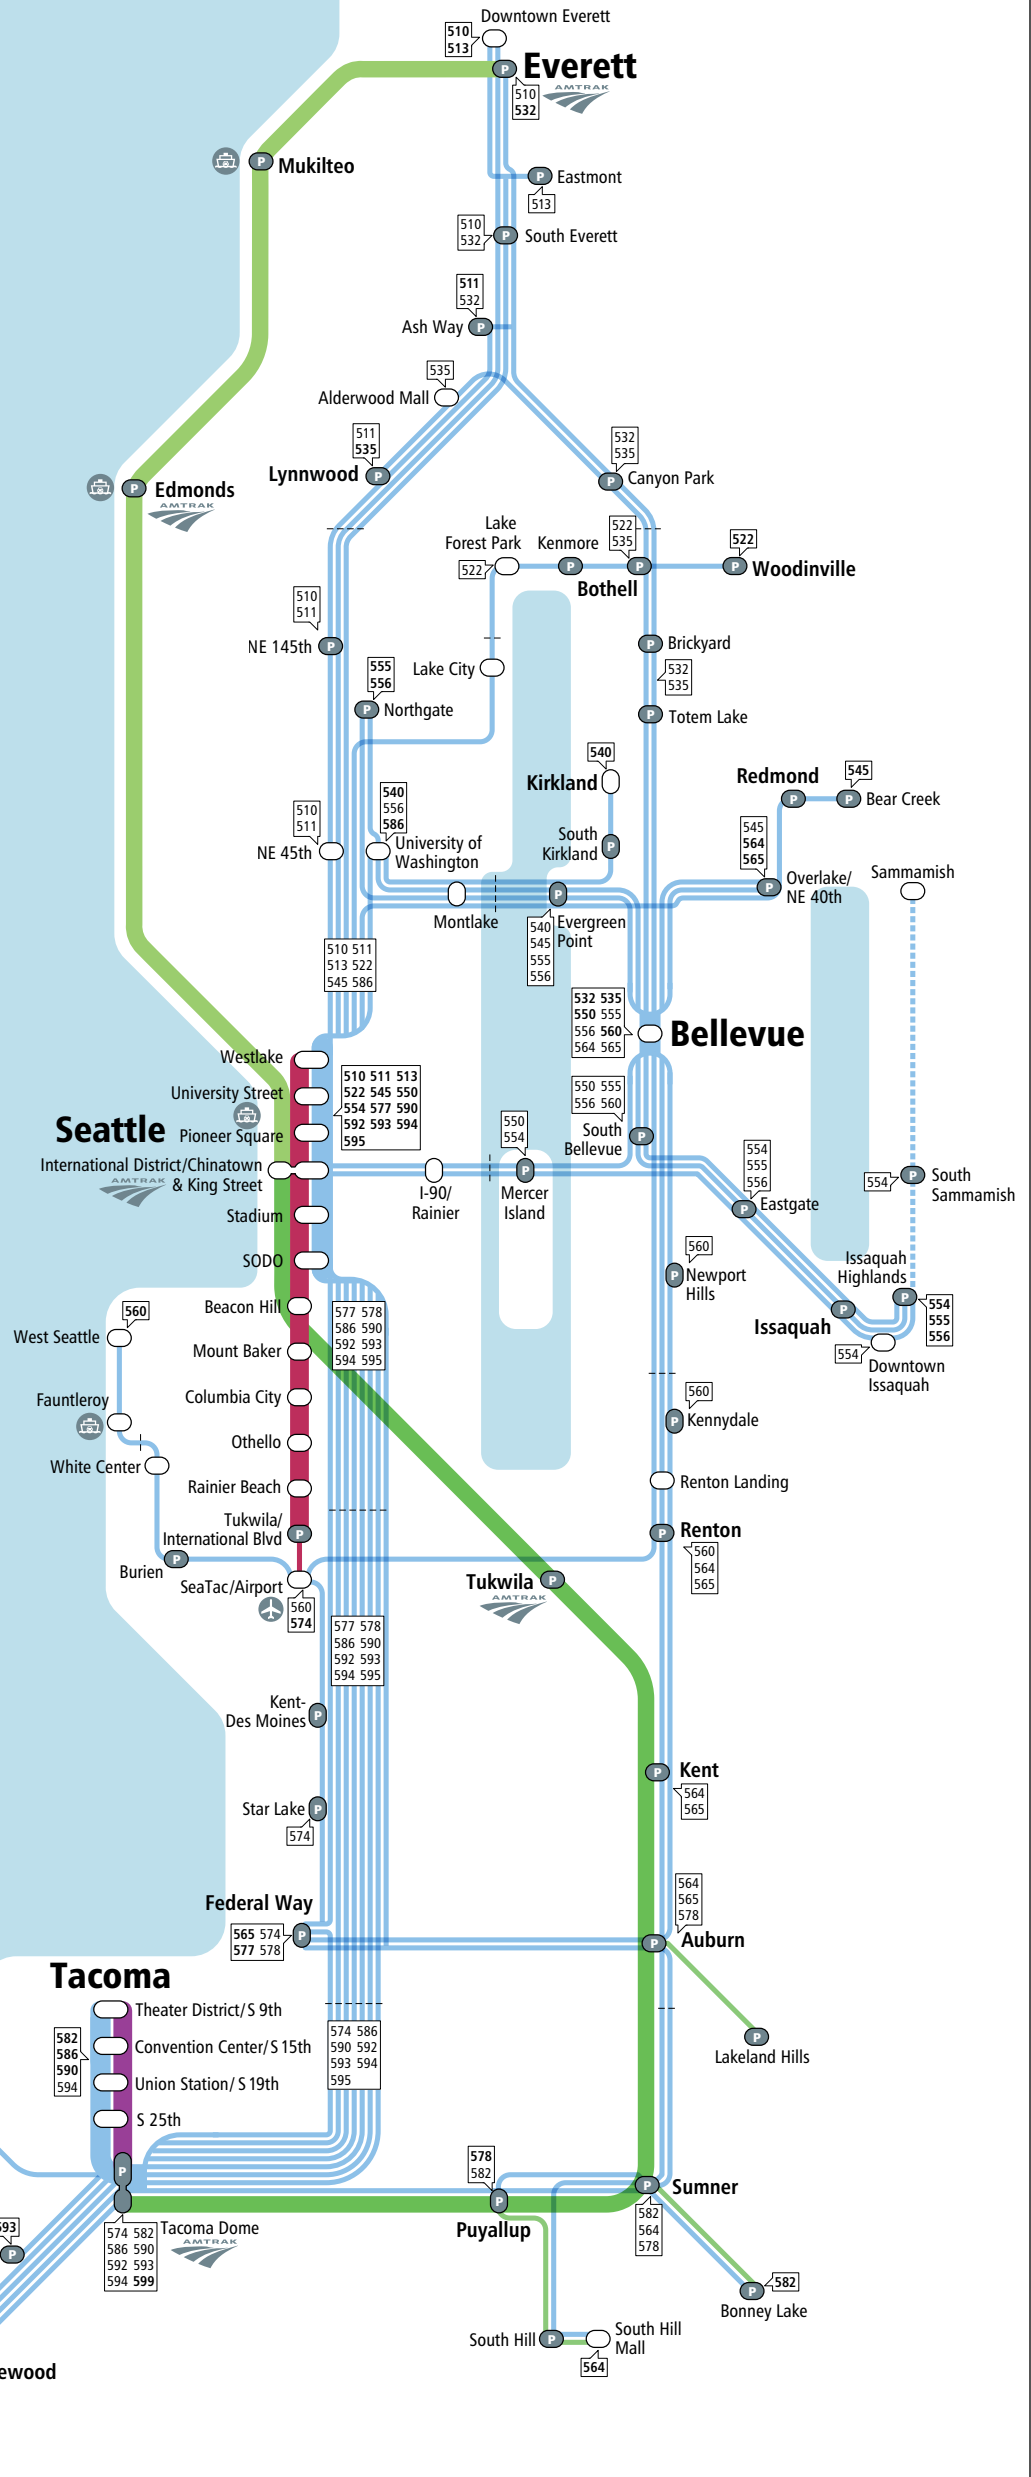 Downtown Everett
510
513
P
Everett
AMTRAK
510
532
P
Mukilteo
P
Eastmont
513
510
532
P
South Everett
511
532
Ash Way
P
535
Alderwood Mall
511
535
Lynnwood
P
532
535
P
Canyon Park
P
Edmonds
AMTRAK
Lake
Forest Park
522
Kenmore
P
522
535
P
Bothell
522
P
Woodinville
510
511
NE 145th
P
P
Brickyard
532
535
Lake City
555
556
P
Northgate
P
Totem Lake
540
Kirkland
Redmond
P
545
P
Bear Creek
540
556
586
510
511
NE 45th
University of
Washington
South
Kirkland
P
545
564
565
P
Overlake/
NE 40th
Sammamish
Montlake
P
Evergreen
Point
540
545
555
556
510 511
513 522
545 586
532 535
550 555
556 560
564 565
Bellevue
Westlake
University Street
Seattle
Pioneer Square
International District/Chinatown
& King Street
AMTRAK
Stadium
SODO
510 511 513
522 545 550
554 577 590
592 593 594
595
550 555
556 560
South
Bellevue
P
550
554
P
Mercer
Island
I-90/
Rainier
554
555
556
P
Eastgate
554
P
South
Sammamish
560
P
Newport
Hills
Issaquah
Highlands
P
554
555
556
P
Issaquah
554
Downtown
Issaquah
Beacon Hill
577 578
586 590
592 593
594 595
560
West Seattle
Mount Baker
Fauntleroy
Columbia City
560
P
Kennydale
White Center
Othello
Rainier Beach
Renton Landing
Tukwila/
International Blvd
P
P
Renton
560
564
565
Burien
P
SeaTac/Airport
560
574
Tukwila
P
AMTRAK
577 578
586 590
592 593
594 595
Kent-
Des Moines
P
P
Kent
564
565
Star Lake
P
574
564
565
578
Federal Way
565 574
577 578
P
P
Auburn
Tacoma
Theater District/S 9th
Convention Center/S 15th
Union Station/S 19th
S 25th
582
586
590
594
574 586
590 592
593 594
595
P
Lakeland Hills
P
578
582
P
Puyallup
P
Sumner
582
564
578
593
P
Tacoma Dome
AMTRAK
574 582
586 590
592 593
594 599
P
582
Bonney Lake
South Hill
P
South Hill
Mall
564
ewood